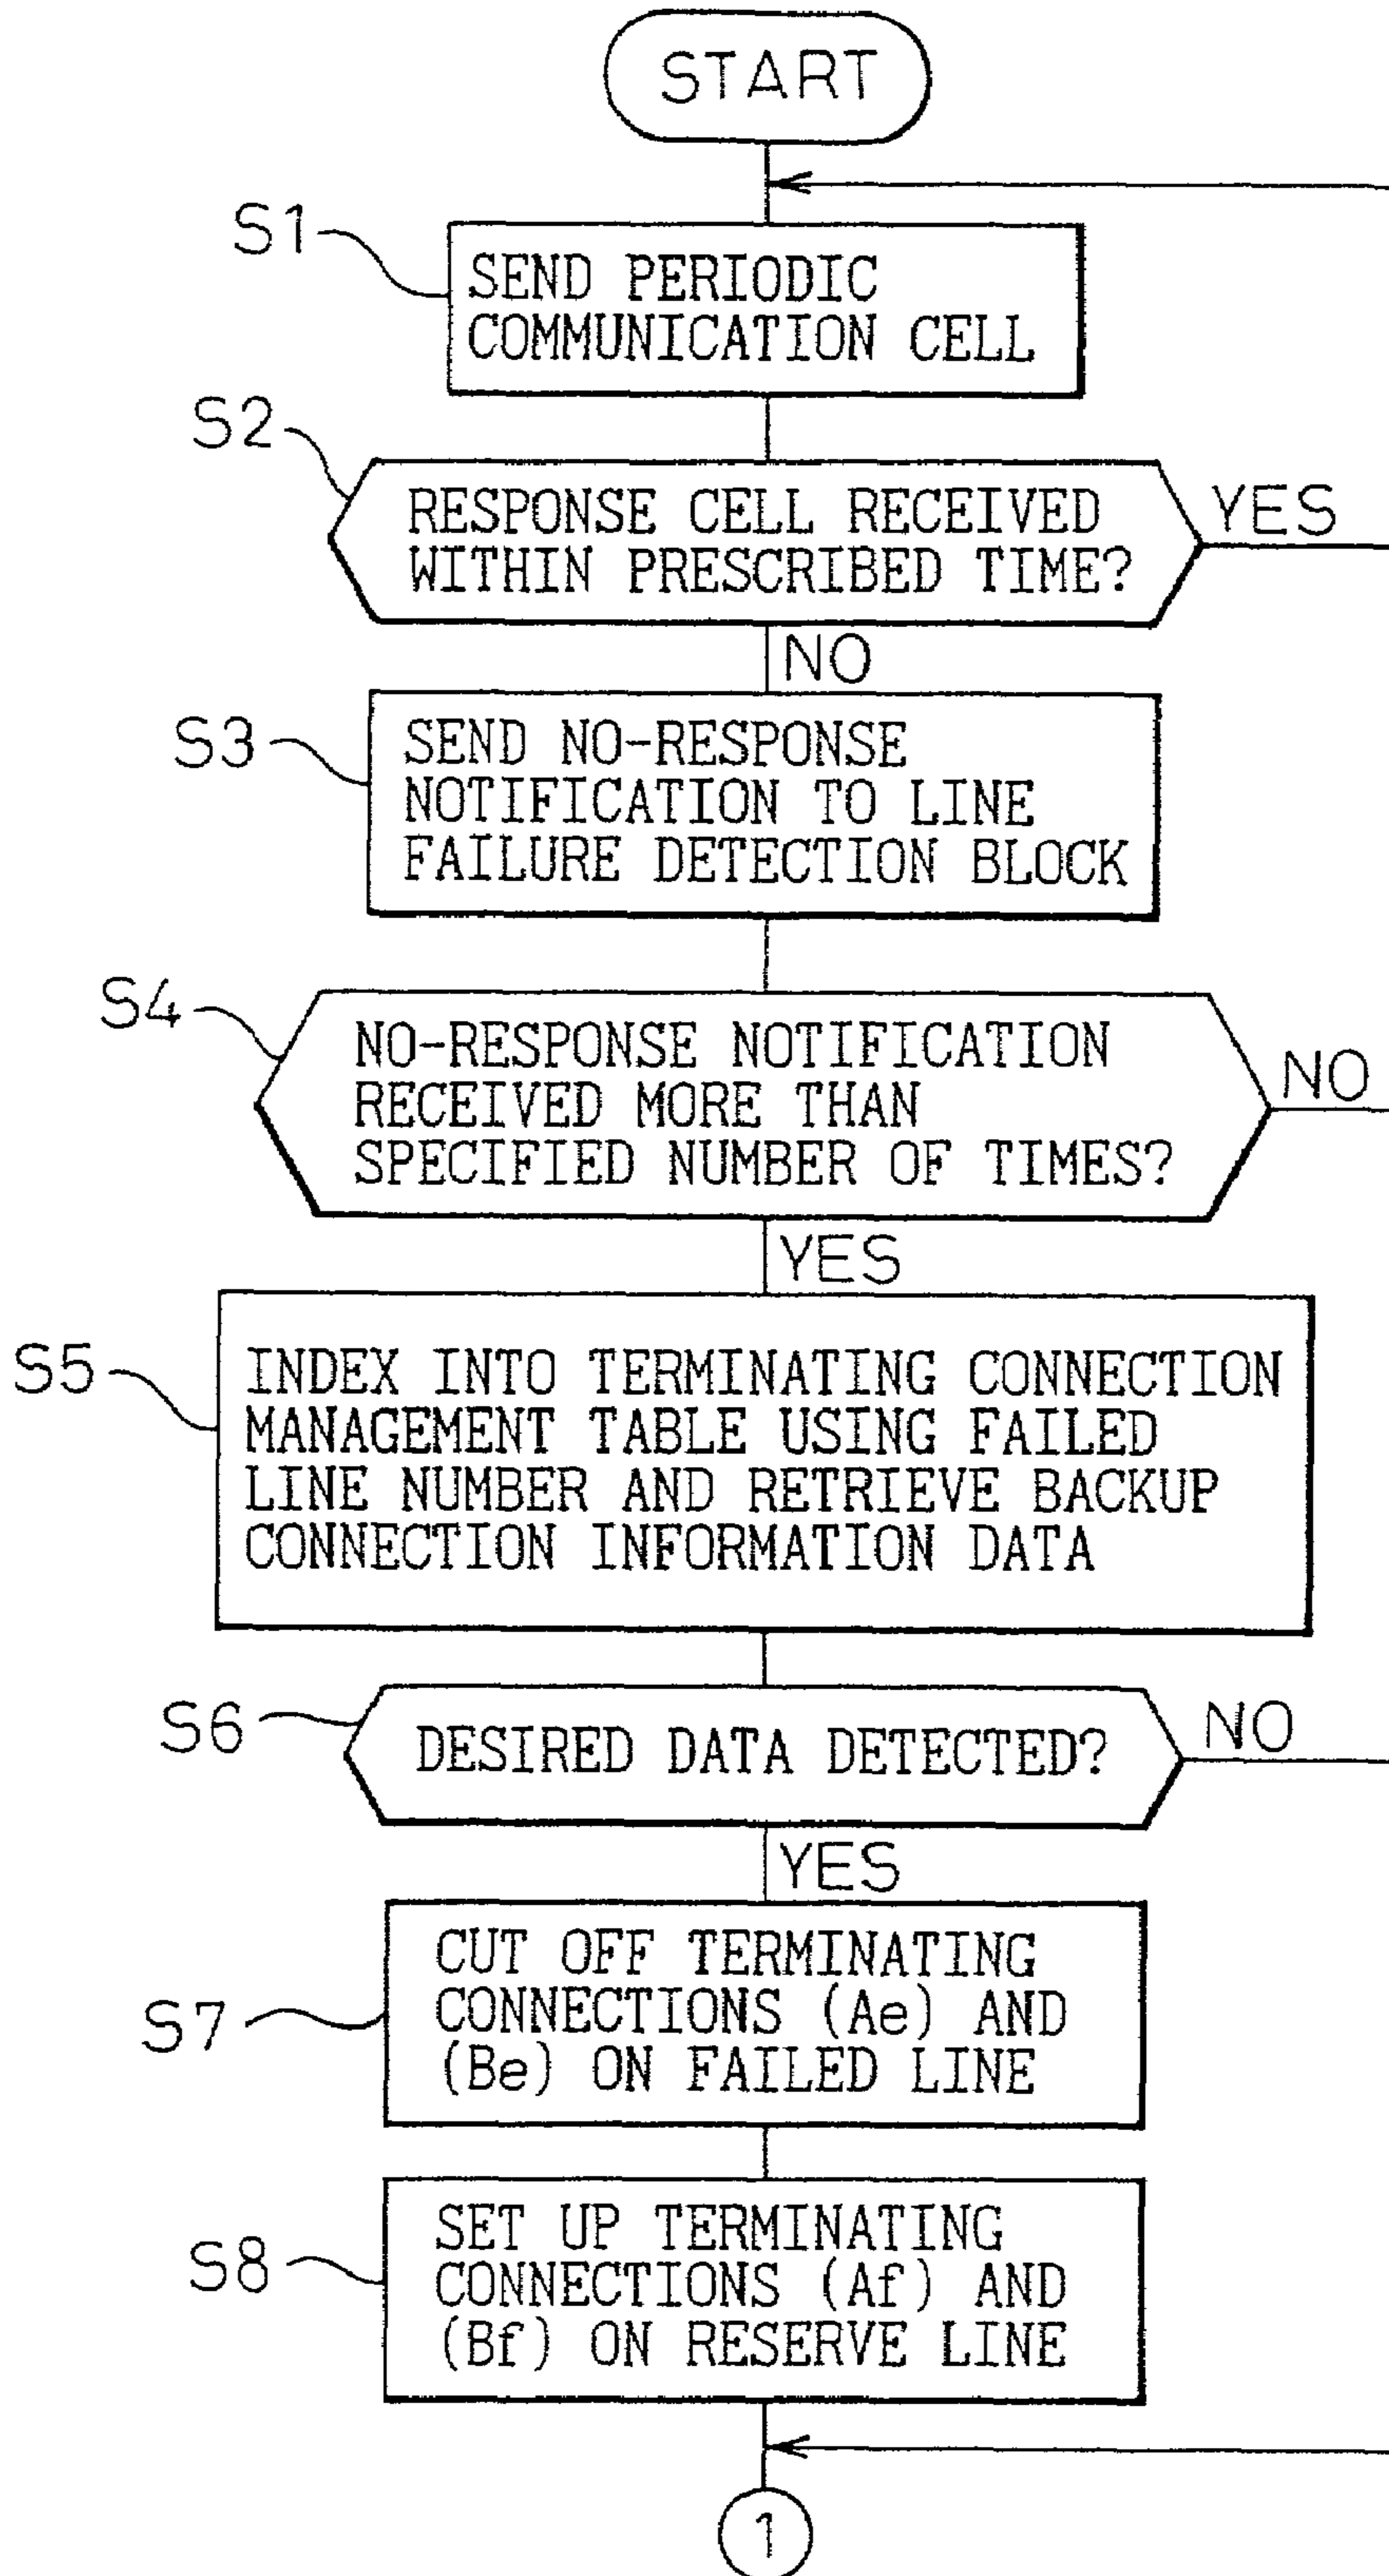 START
S1
SEND PERIODIC
COMMUNICATION CELL
S2
RESPONSE CELL RECEIVED
WITHIN PRESCRIBED TIME?
YES
NO
S3
SEND NO-RESPONSE
NOTIFICATION TO LINE
FAILURE DETECTION BLOCK
S4
NO-RESPONSE NOTIFICATION
RECEIVED MORE THAN
SPECIFIED NUMBER OF TIMES?
NO
YES
S5
INDEX INTO TERMINATING CONNECTION
MANAGEMENT TABLE USING FAILED
LINE NUMBER AND RETRIEVE BACKUP
CONNECTION INFORMATION DATA
S6
DESIRED DATA DETECTED?
NO
YES
S7
CUT OFF TERMINATING
CONNECTIONS (Ae) AND
(Be) ON FAILED LINE
S8
SET UP TERMINATING
CONNECTIONS (Af) AND
(Bf) ON RESERVE LINE
1